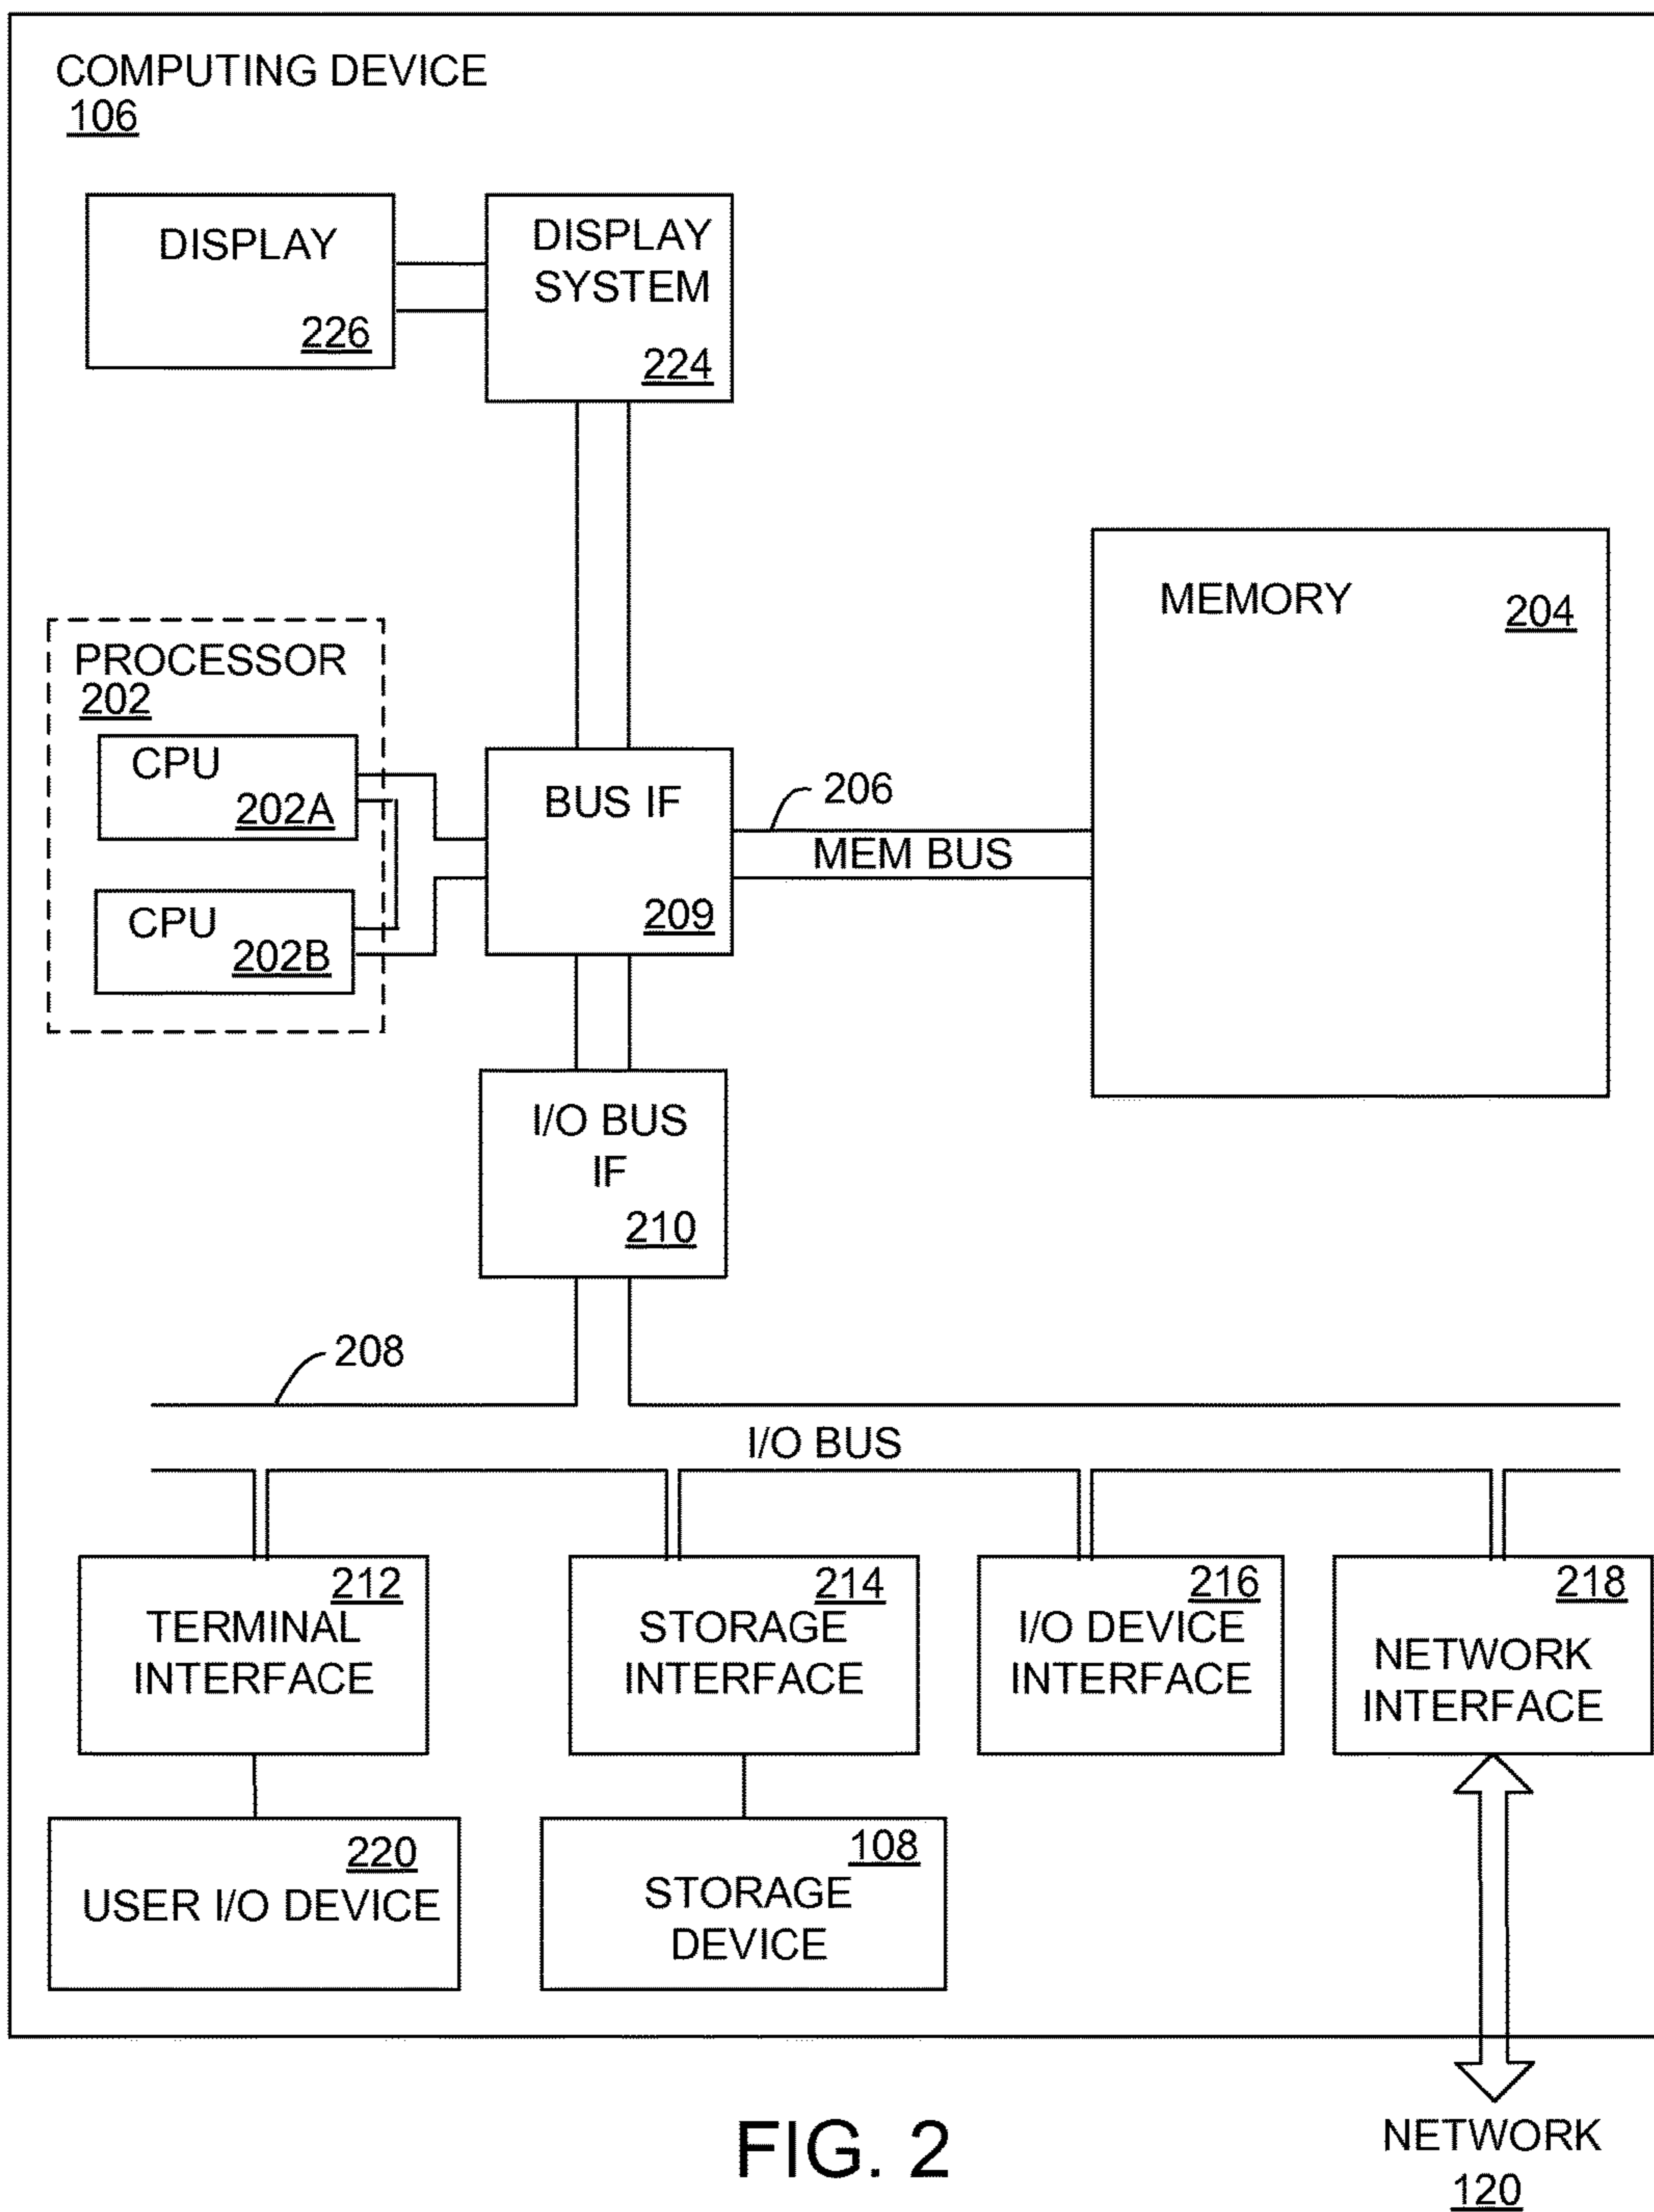 COMPUTING DEVICE
106
DISPLAY
226
DISPLAY
SYSTEM
224
MEMORY
204
PROCESSOR
202
CPU
202A
CPU
202B
BUS IF
209
206
MEM BUS
I/O BUS
IF
210
208
I/O BUS
212
TERMINAL
INTERFACE
214
STORAGE
INTERFACE
216
I/O DEVICE
INTERFACE
218
NETWORK
INTERFACE
220
USER I/O DEVICE
108
STORAGE
DEVICE
FIG. 2
NETWORK
120